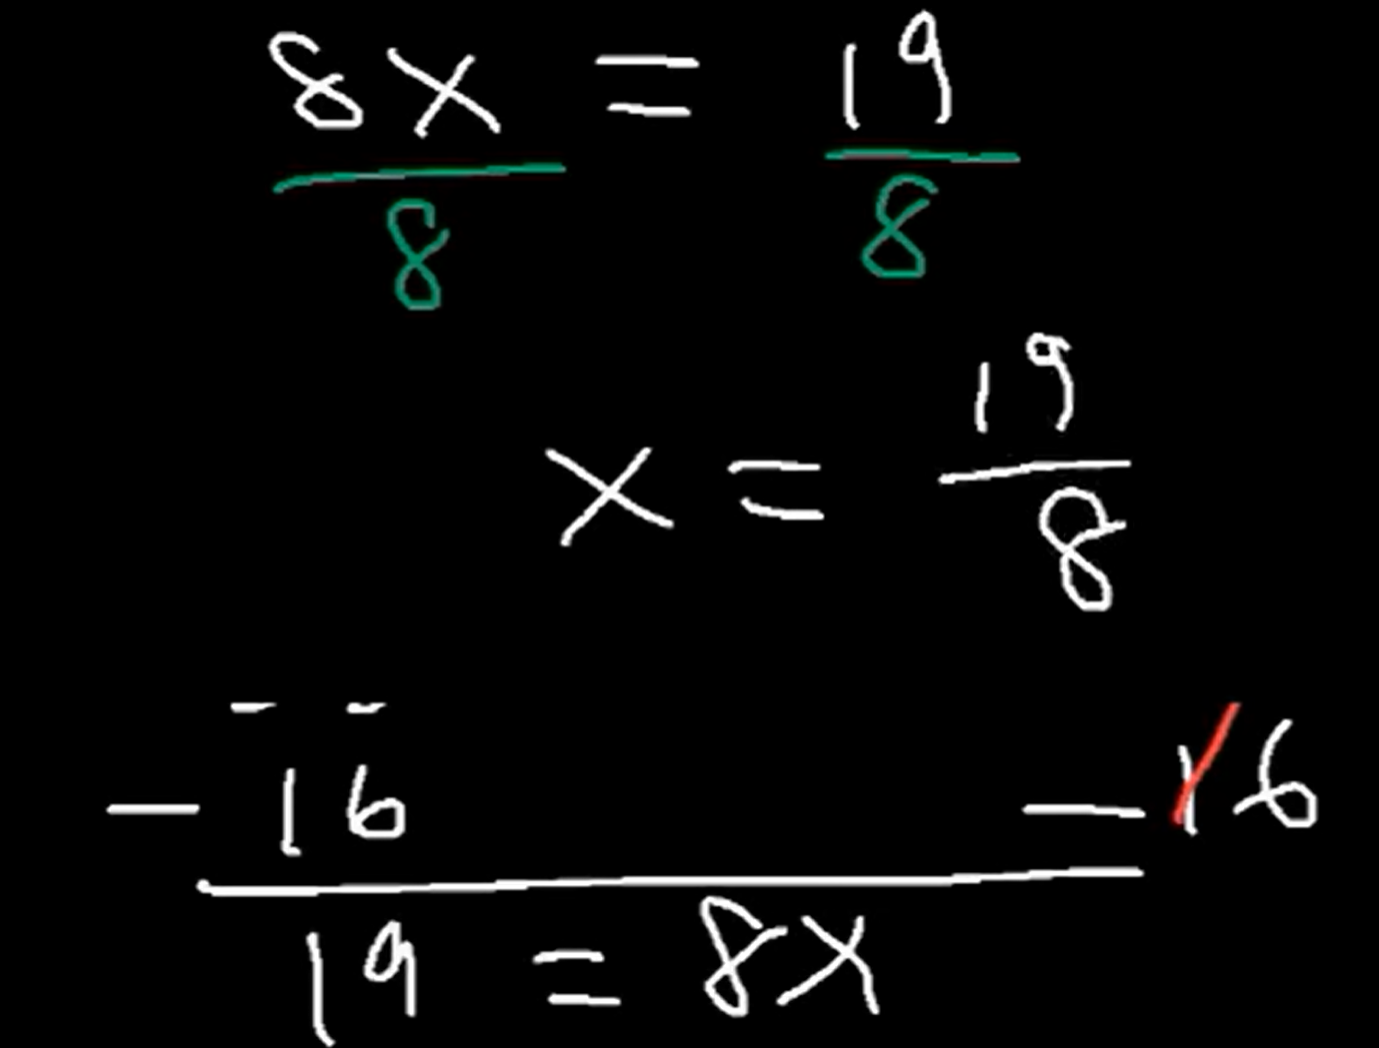 8x = 19
8 8
x = 19
8
- 16 - 16
19 = 8x